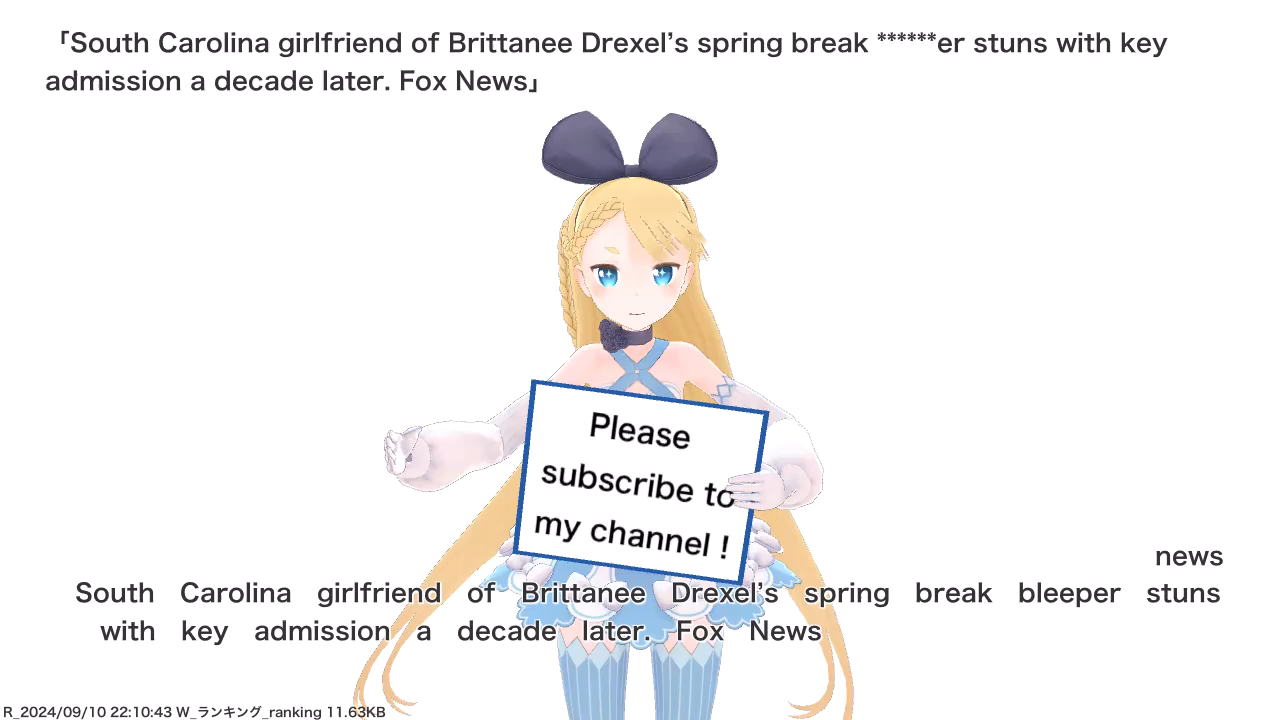 「South Carolina girlfriend of Brittanee Drexel’s spring break ******er stuns with key
admission a decade later. Fox News」
Please
subscribe to
my channel !
news
South Carolina girlfriend of Brittanee Drexel’s spring break bleeper stuns
with key admission a decade later. Fox News
R_2024/09/10 22:10:43 W_ランキング_ranking 11.63KB